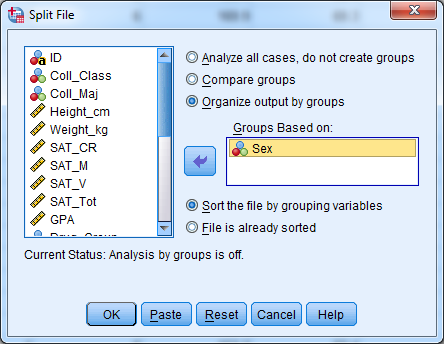 Split File
ID
Coll_Class
Coll_Maj
Height_cm
Weight_kg
SAT_CR
SAT_M
SAT_V
SAT_Tot
GPA
Analyze all cases, do not create groups
Compare groups
Organize output by groups
Groups Based on:
Sex
Sort the file by grouping variables
File is already sorted
Current Status: Analysis by groups is off.
OK
Paste
Reset
Cancel
Help